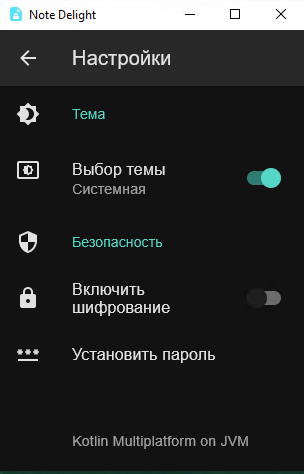 Note Delight
Настройки
Тема
Выбор темы
Системная
Безопасность
Включить
шифрование
Установить пароль
Kotlin Multiplatform on JVM